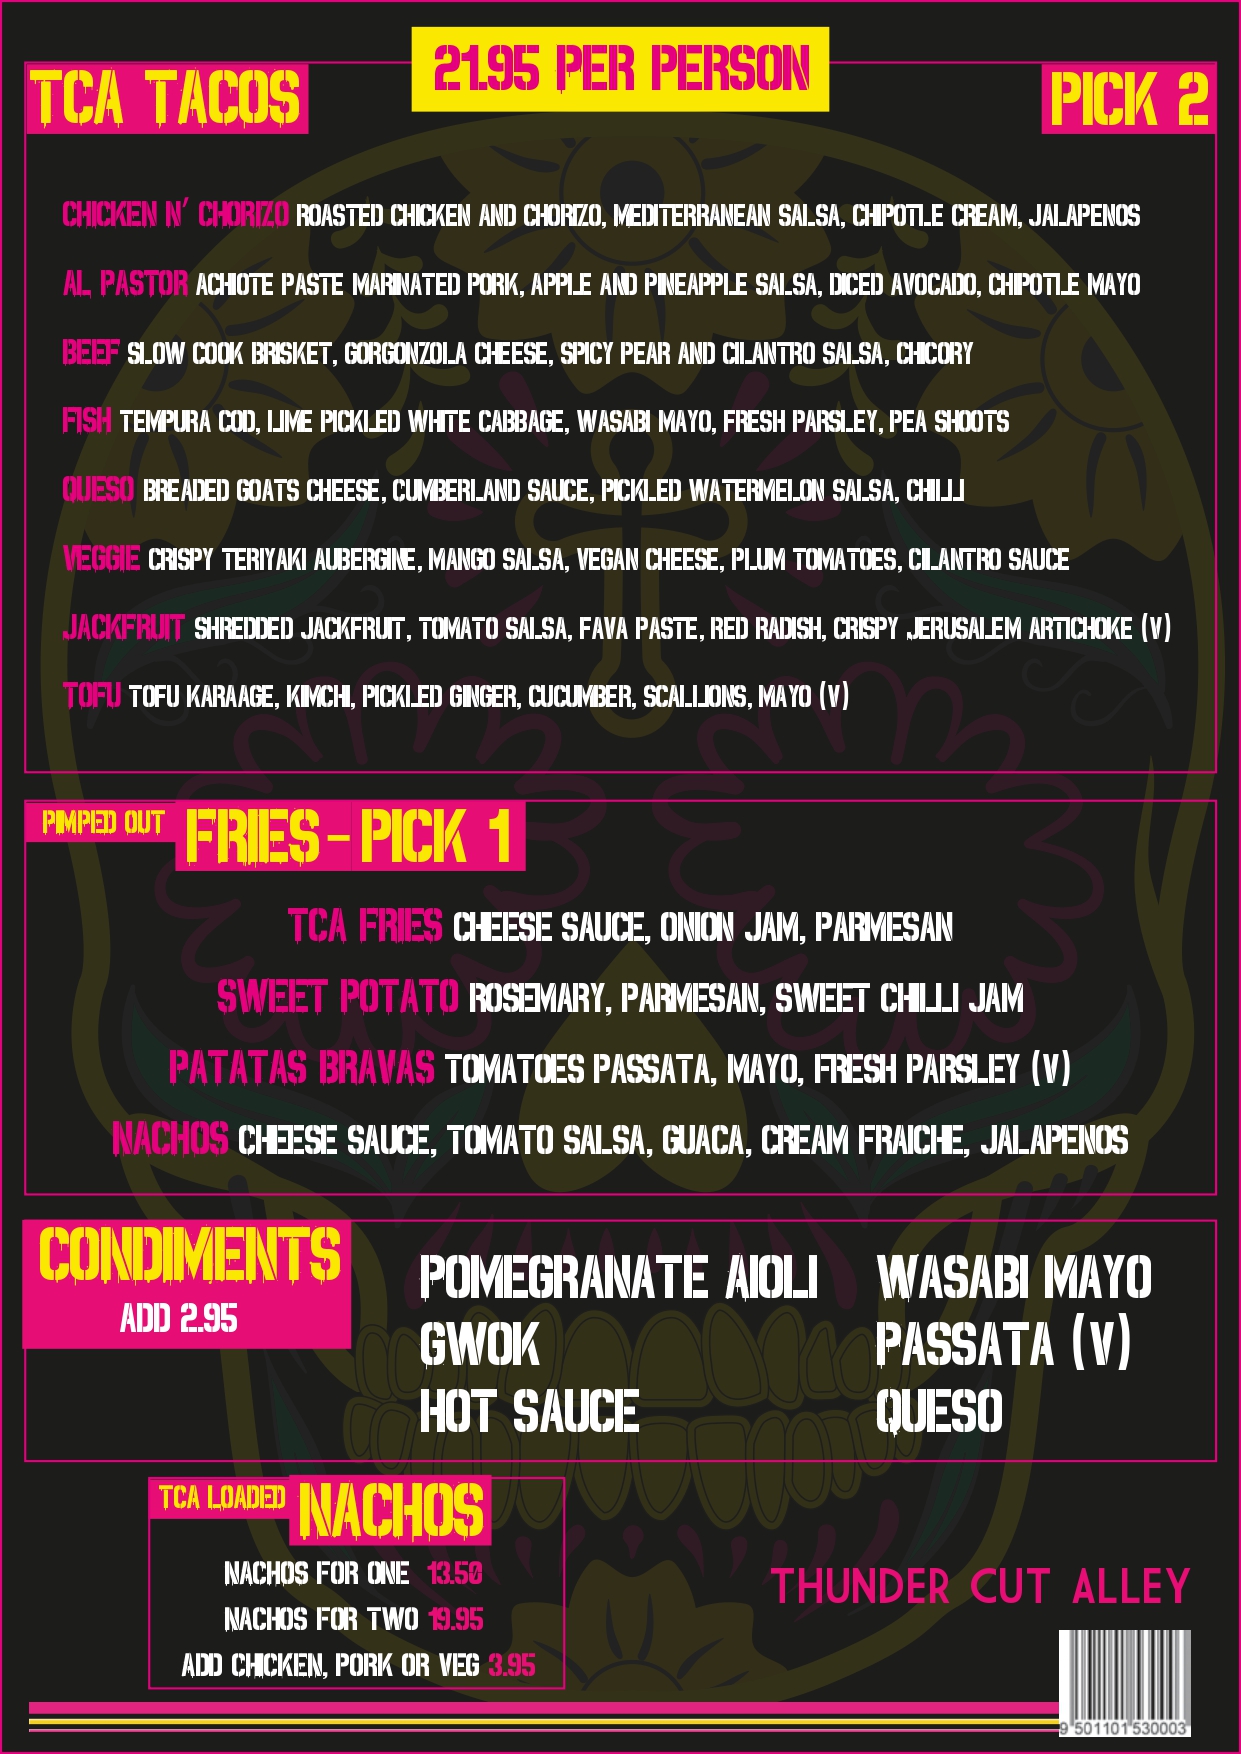 21.95 PER PERSON
TCA TACOS
PICK 2
CHICKEN N' CHORIZO ROASTED CHICKEN AND CHORIZO, MEDITERRANEAN SALSA, CHIPOTLE CREAM, JALAPENOS
AL PASTOR ACHIOTE PASTE MARINATED PORK, APPLE AND PINEAPPLE SALSA, DICED AVOCADO, CHIPOTLE MAYO
BEEF SLOW COOK BRISKET, GORGONZOLA CHEESE, SPICY PEAR AND CILANTRO SALSA, CHICORY
FISH TEMPURA COD, LIME PICKLED WHITE CABBAGE, WASABI MAYO, FRESH PARSLEY, PEA SHOOTS
QUESO BREADED GOATS CHEESE, CUMBERLAND SAUCE, PICKLED WATERMELON SALSA, CHILLI
VEGGIE CRISPY TERIYAKI AUBERGINE, MANGO SALSA, VEGAN CHEESE, PLUM TOMATOES, CILANTRO SAUCE
JACKFRUIT SHREDDED JACKFRUIT, TOMATO SALSA, FAVA PASTE, RED RADISH, CRISPY JERUSALEM ARTICHOKE (V)
TOFU TOFU KARAAGE, KIMCHI, PICKLED GINGER, CUCUMBER, SCALLIONS, MAYO (V)
PIMPED OUT FRIES - PICK 1
TCA FRIES CHEESE SAUCE, ONION JAM, PARMESAN
SWEET POTATO ROSEMARY, PARMESAN, SWEET CHILLI JAM
PATATAS BRAVAS TOMATOES PASSATA, MAYO, FRESH PARSLEY (V)
NACHOS CHEESE SAUCE, TOMATO SALSA, GUACA, CREAM FRAICHE, JALAPENOS
CONDIMENTS
ADD 2.95
POMEGRANATE AIOLI
GWOK
HOT SAUCE
WASABI MAYO
PASSATA (V)
QUESO
TCA LOADED NACHOS
NACHOS FOR ONE 13.50
NACHOS FOR TWO 19.95
ADD CHICKEN, PORK OR VEG 3.95
THUNDER CUT ALLEY
9 501101 530003